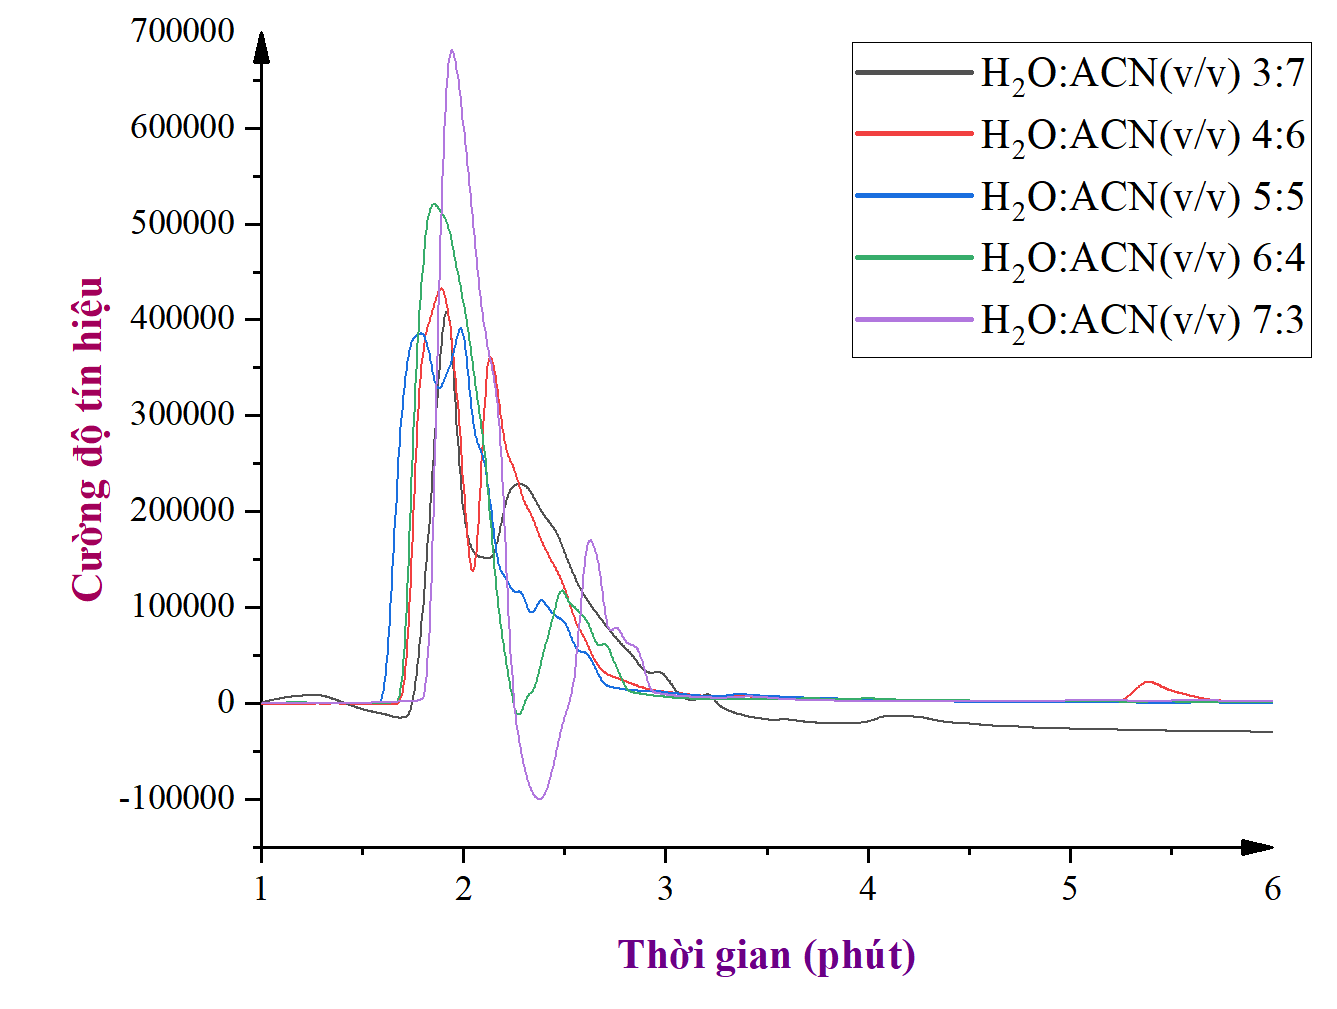 700000
600000
500000
400000
300000
200000
100000
0
-100000
Cường độ tín hiệu
1 2 3 4 5 6
Thời gian (phút)
H₂O:ACN(v/v) 3:7
H₂O:ACN(v/v) 4:6
H₂O:ACN(v/v) 5:5
H₂O:ACN(v/v) 6:4
H₂O:ACN(v/v) 7:3